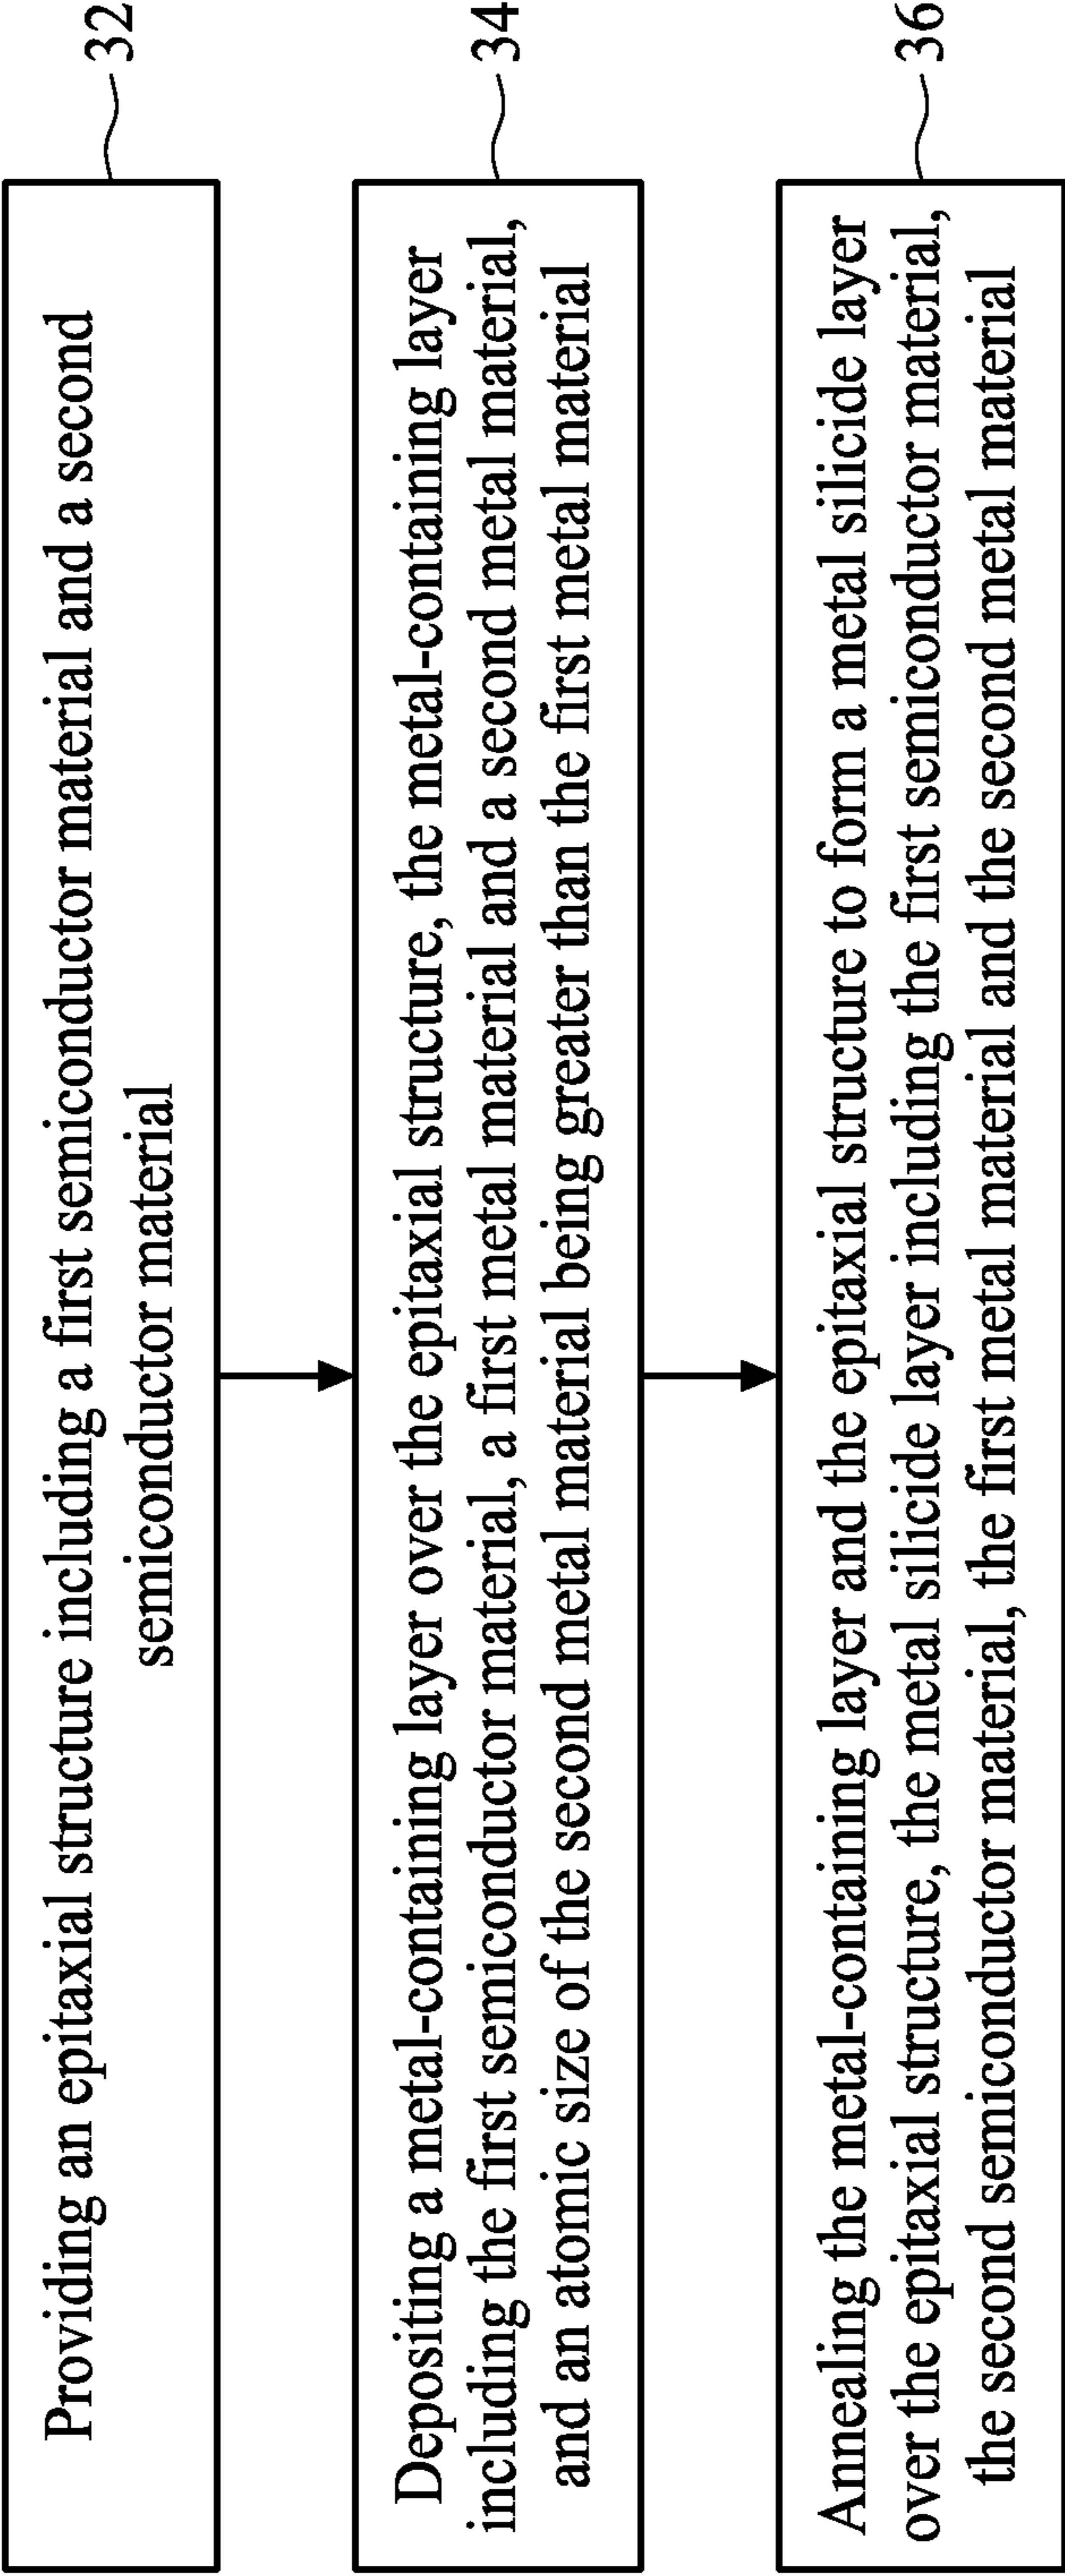 Providing an epitaxial structure including a first semiconductor material and a second
semiconductor material
32
Depositing a metal-containing layer over the epitaxial structure, the metal-containing layer
including the first semiconductor material, a first metal material and a second metal material,
and an atomic size of the second metal material being greater than the first metal material
34
Annealing the metal-containing layer and the epitaxial structure to form a metal silicide layer
over the epitaxial structure, the metal silicide layer including the first semiconductor material,
the second semiconductor material, the first metal material and the second metal material
36